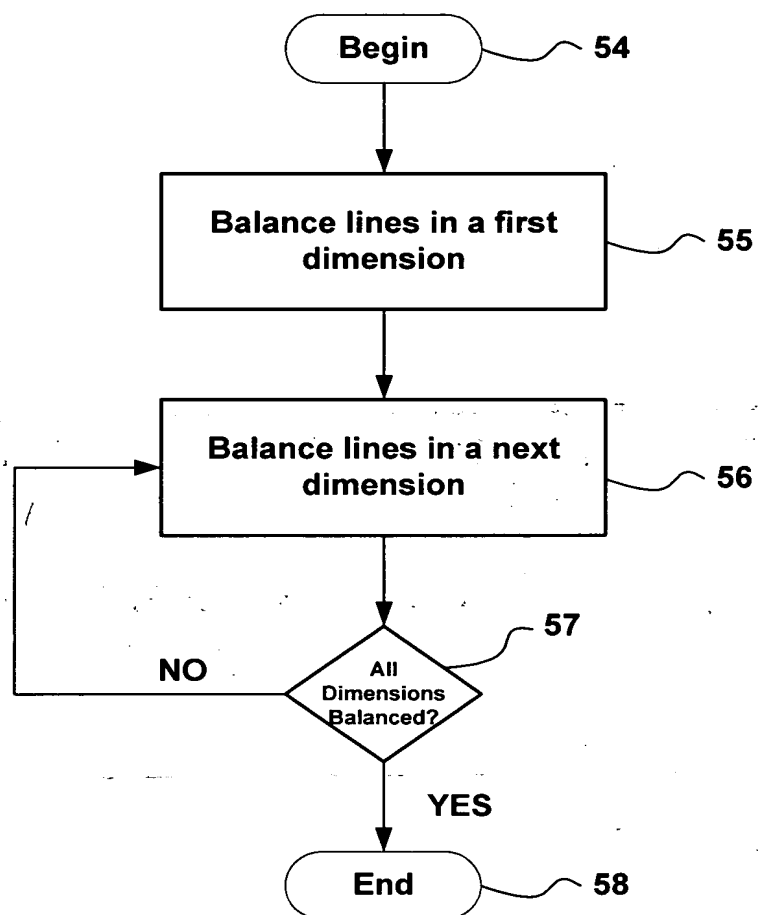 Begin
54
Balance lines in a first
dimension
55
Balance lines in a next
dimension
56
57
All
Dimensions
Balanced?
NO
YES
End
58